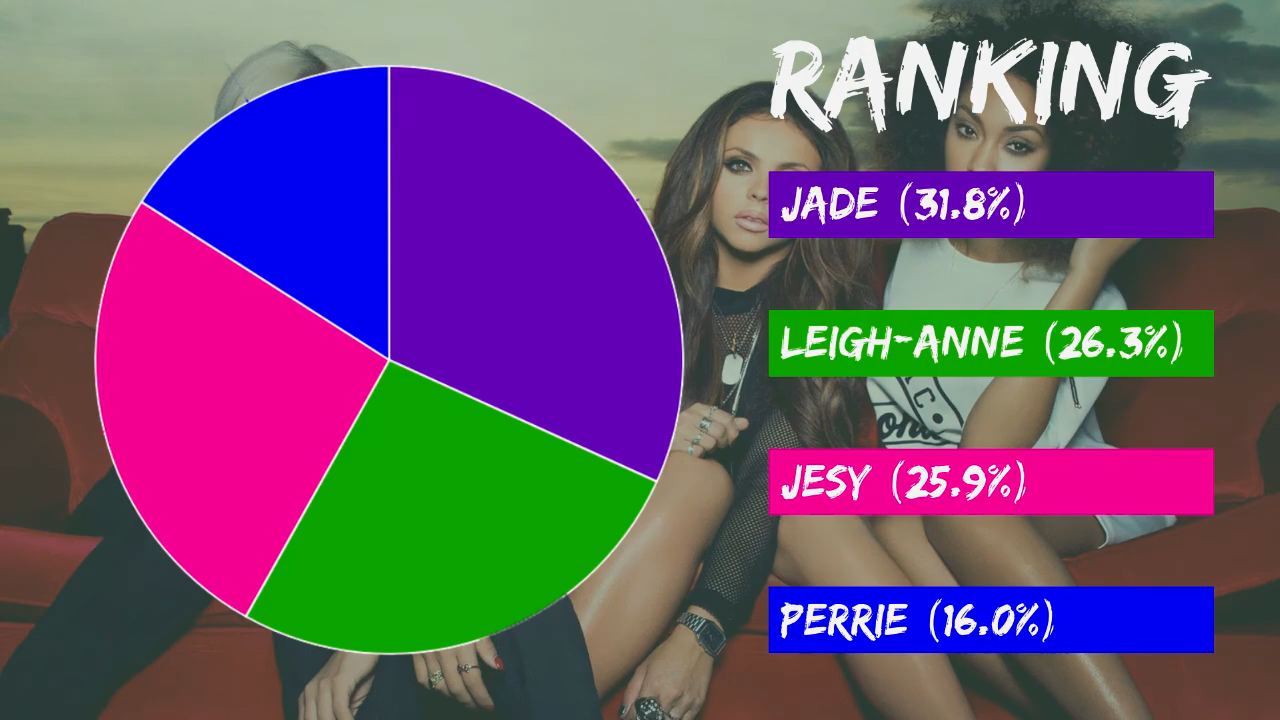 RANKING
JADE (31.8%)
LEIGH-ANNE (26.3%)
JESY (25.9%)
PERRIE (16.0%)